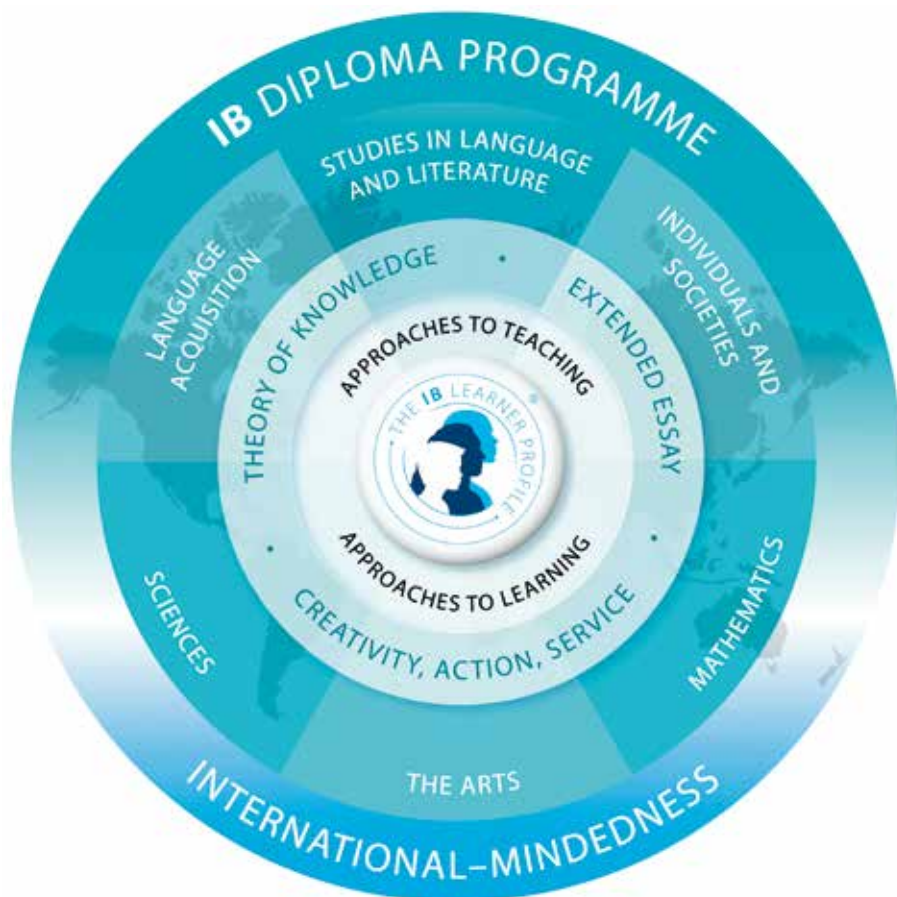 IB DIPLOMA PROGRAMME
STUDIES IN LANGUAGE
AND LITERATURE
LANGUAGE
ACQUISITION
INDIVIDUALS AND
SOCIETIES
THEORY OF KNOWLEDGE
EXTENDED ESSAY
APPROACHES TO TEACHING
• THE IB LEARNER PROFILE •
®
APPROACHES TO LEARNING
CREATIVITY, ACTION, SERVICE
SCIENCES
MATHEMATICS
THE ARTS
INTERNATIONAL–MINDEDNESS